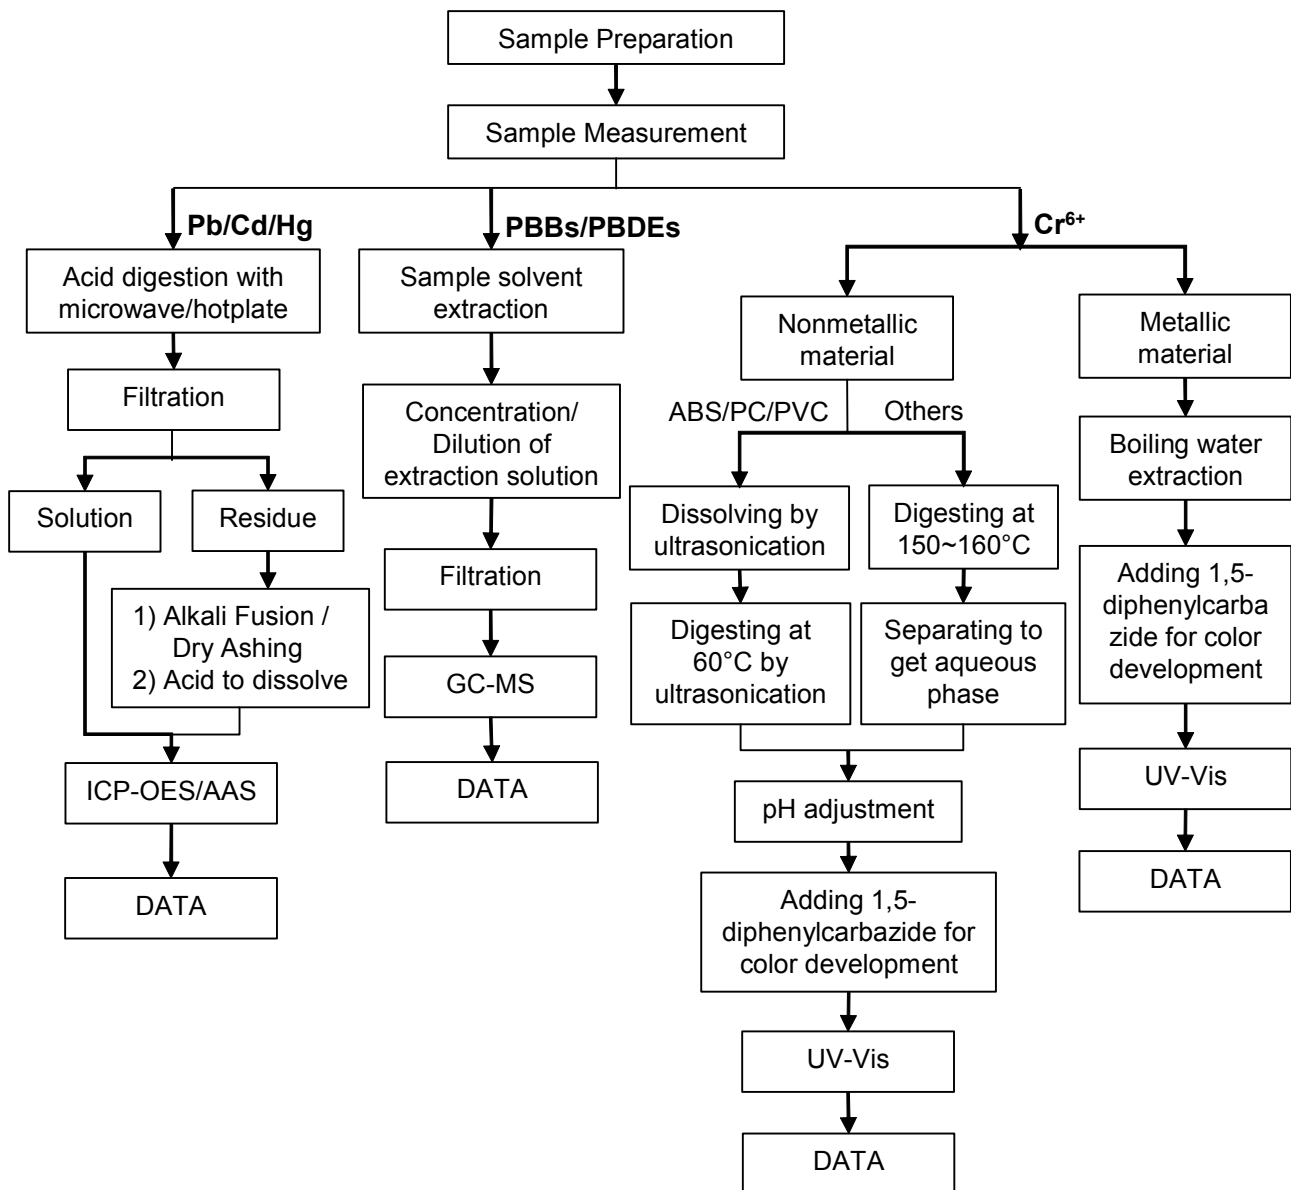 Sample Preparation
Sample Measurement
Pb/Cd/Hg
Acid digestion with
microwave/hotplate
Filtration
Solution
Residue
1) Alkali Fusion /
Dry Ashing
2) Acid to dissolve
ICP-OES/AAS
DATA
PBBs/PBDEs
Sample solvent
extraction
Concentration/
Dilution of
extraction solution
Filtration
GC-MS
DATA
Cr⁶⁺
Nonmetallic
material
ABS/PC/PVC
Others
Dissolving by
ultrasonication
Digesting at
60°C by
ultrasonication
Digesting at
150~160°C
Separating to
get aqueous
phase
pH adjustment
Adding 1,5-
diphenylcarbazide for
color development
UV-Vis
DATA
Metallic
material
Boiling water
extraction
Adding 1,5-
diphenylcarba
zide for color
development
UV-Vis
DATA